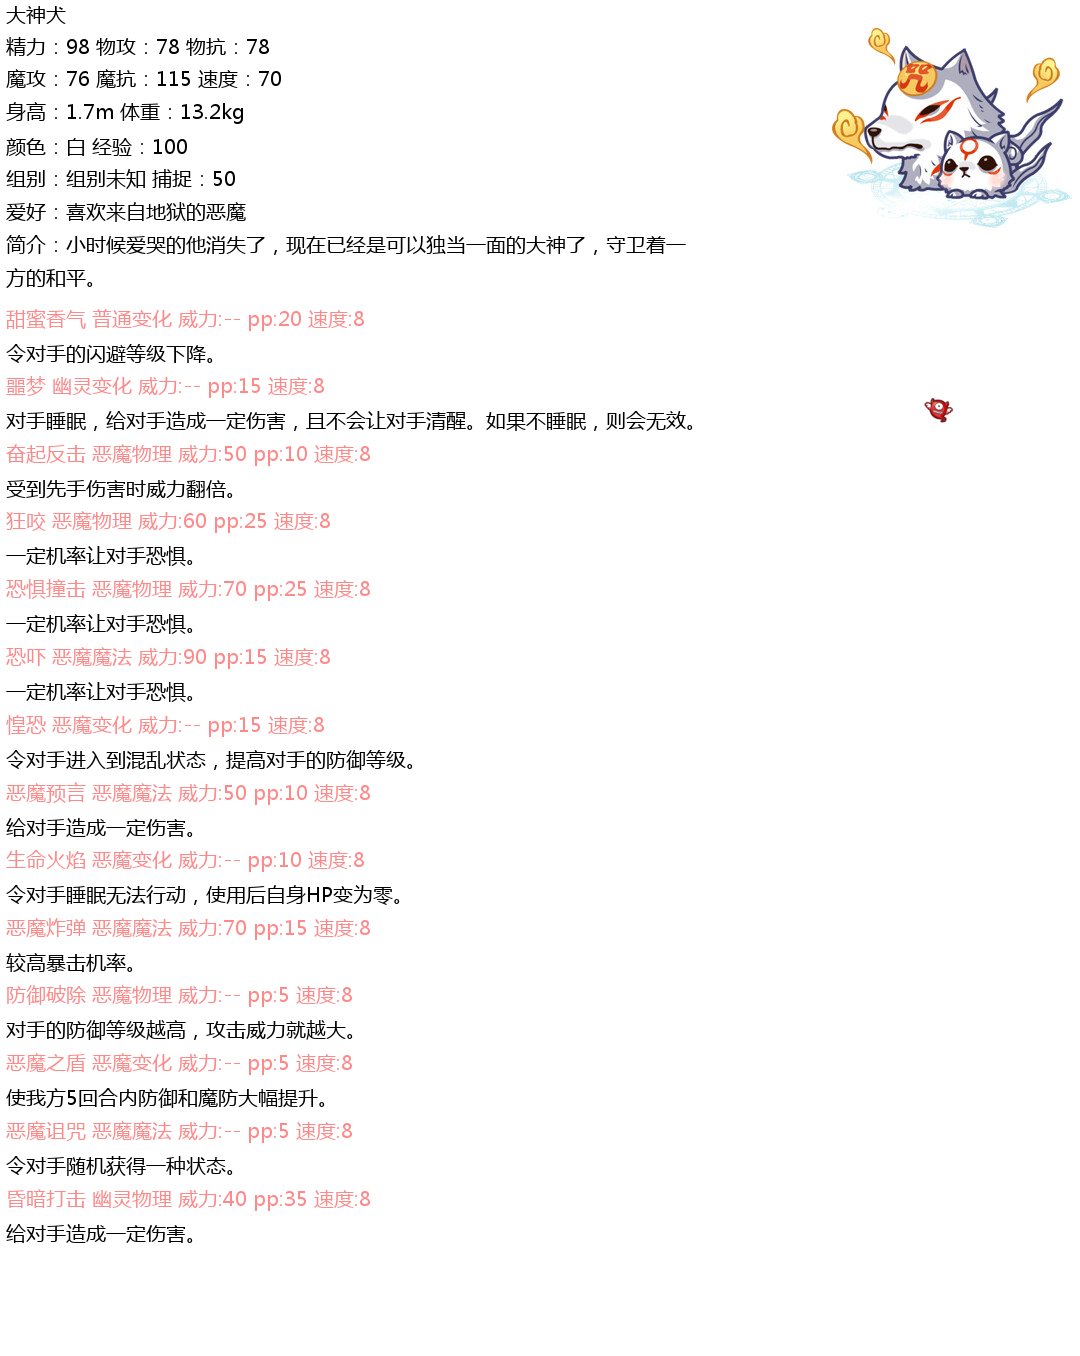 大神犬
精力：98 物攻：78 物抗：78
魔攻：76 魔抗：115 速度：70
身高：1.7m 体重：13.2kg
颜色：白 经验：100
组别：组别未知 捕捉：50
爱好：喜欢来自地狱的恶魔
简介：小时候爱哭的他消失了，现在已经是可以独当一面的大神了，守卫着一
方的和平。
甜蜜香气 普通变化 威力:-- pp:20 速度:8
令对手的闪避等级下降。
噩梦 幽灵变化 威力:-- pp:15 速度:8
对手睡眠，给对手造成一定伤害，且不会让对手清醒。如果不睡眠，则会无效。
奋起反击 恶魔物理 威力:50 pp:10 速度:8
受到先手伤害时威力翻倍。
狂咬 恶魔物理 威力:60 pp:25 速度:8
一定机率让对手恐惧。
恐惧撞击 恶魔物理 威力:70 pp:25 速度:8
一定机率让对手恐惧。
恐吓 恶魔魔法 威力:90 pp:15 速度:8
一定机率让对手恐惧。
惶恐 恶魔变化 威力:-- pp:15 速度:8
令对手进入到混乱状态，提高对手的防御等级。
恶魔预言 恶魔魔法 威力:50 pp:10 速度:8
给对手造成一定伤害。
生命火焰 恶魔变化 威力:-- pp:10 速度:8
令对手睡眠无法行动，使用后自身HP变为零。
恶魔炸弹 恶魔魔法 威力:70 pp:15 速度:8
较高暴击机率。
防御破除 恶魔物理 威力:-- pp:5 速度:8
对手的防御等级越高，攻击威力就越大。
恶魔之盾 恶魔变化 威力:-- pp:5 速度:8
使我方5回合内防御和魔防大幅提升。
恶魔诅咒 恶魔魔法 威力:-- pp:5 速度:8
令对手随机获得一种状态。
昏暗打击 幽灵物理 威力:40 pp:35 速度:8
给对手造成一定伤害。